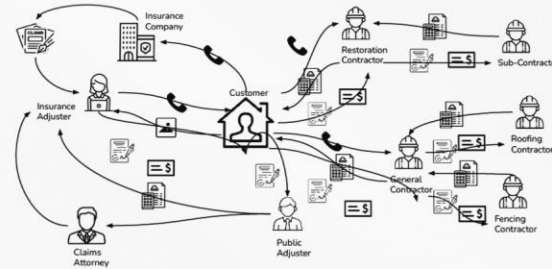 CLAIM
Insurance
Company
Restoration
Contractor
Sub-Contractor
Customer
Insurance
Adjuster
Roofing
Contractor
General
Contractor
Fencing
Contractor
Public
Adjuster
Claims
Attorney
$
$
$
$
$
$